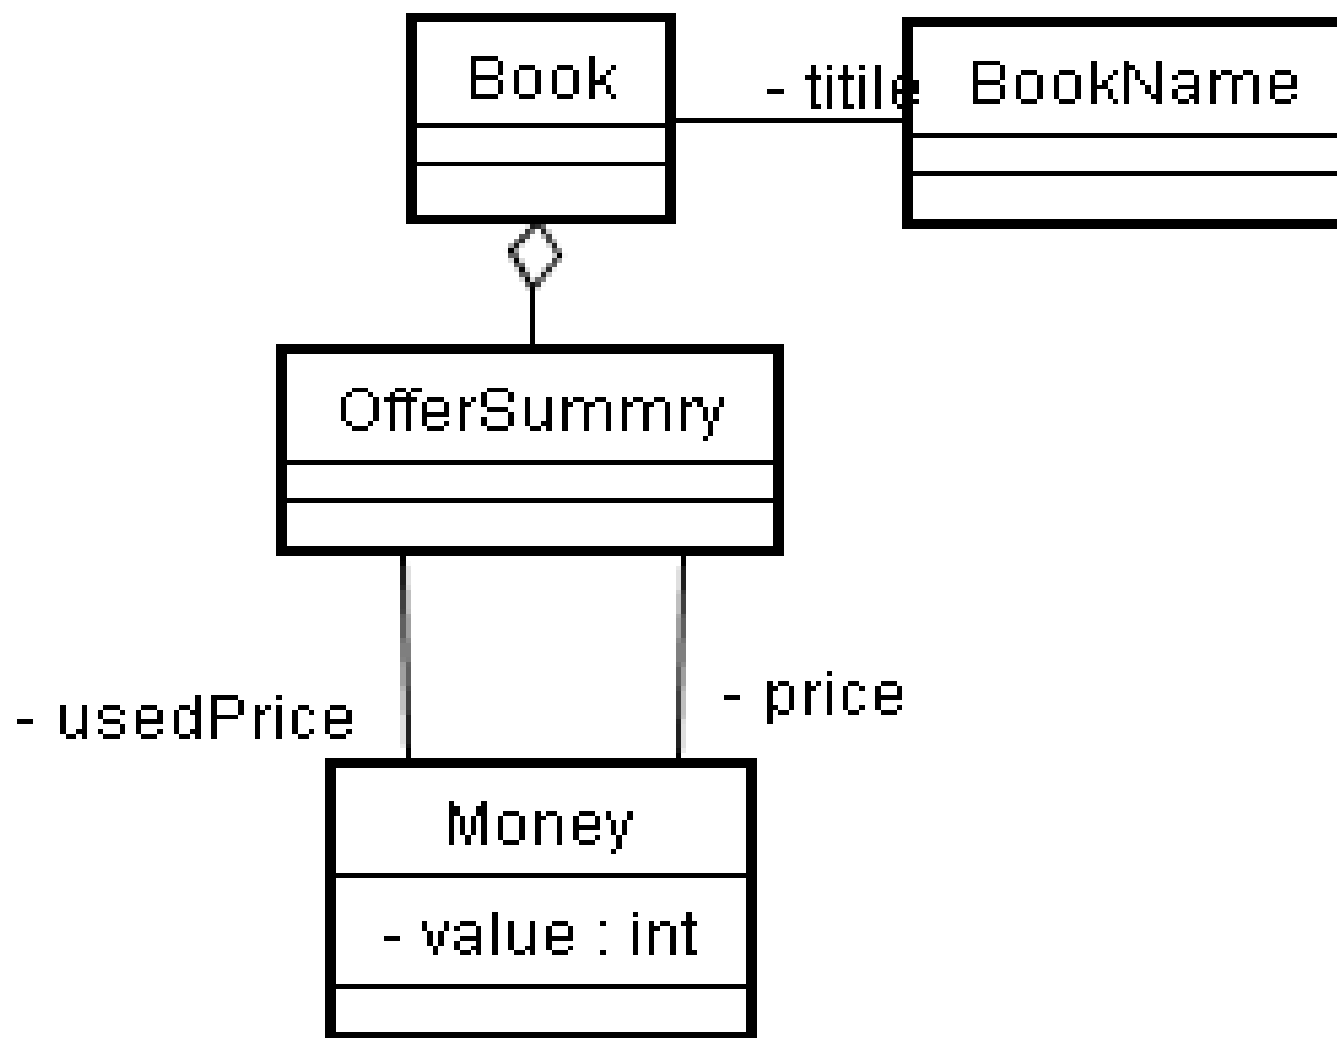 Book
- titile
BookName
OfferSummry
- usedPrice
- price
Money
- value : int